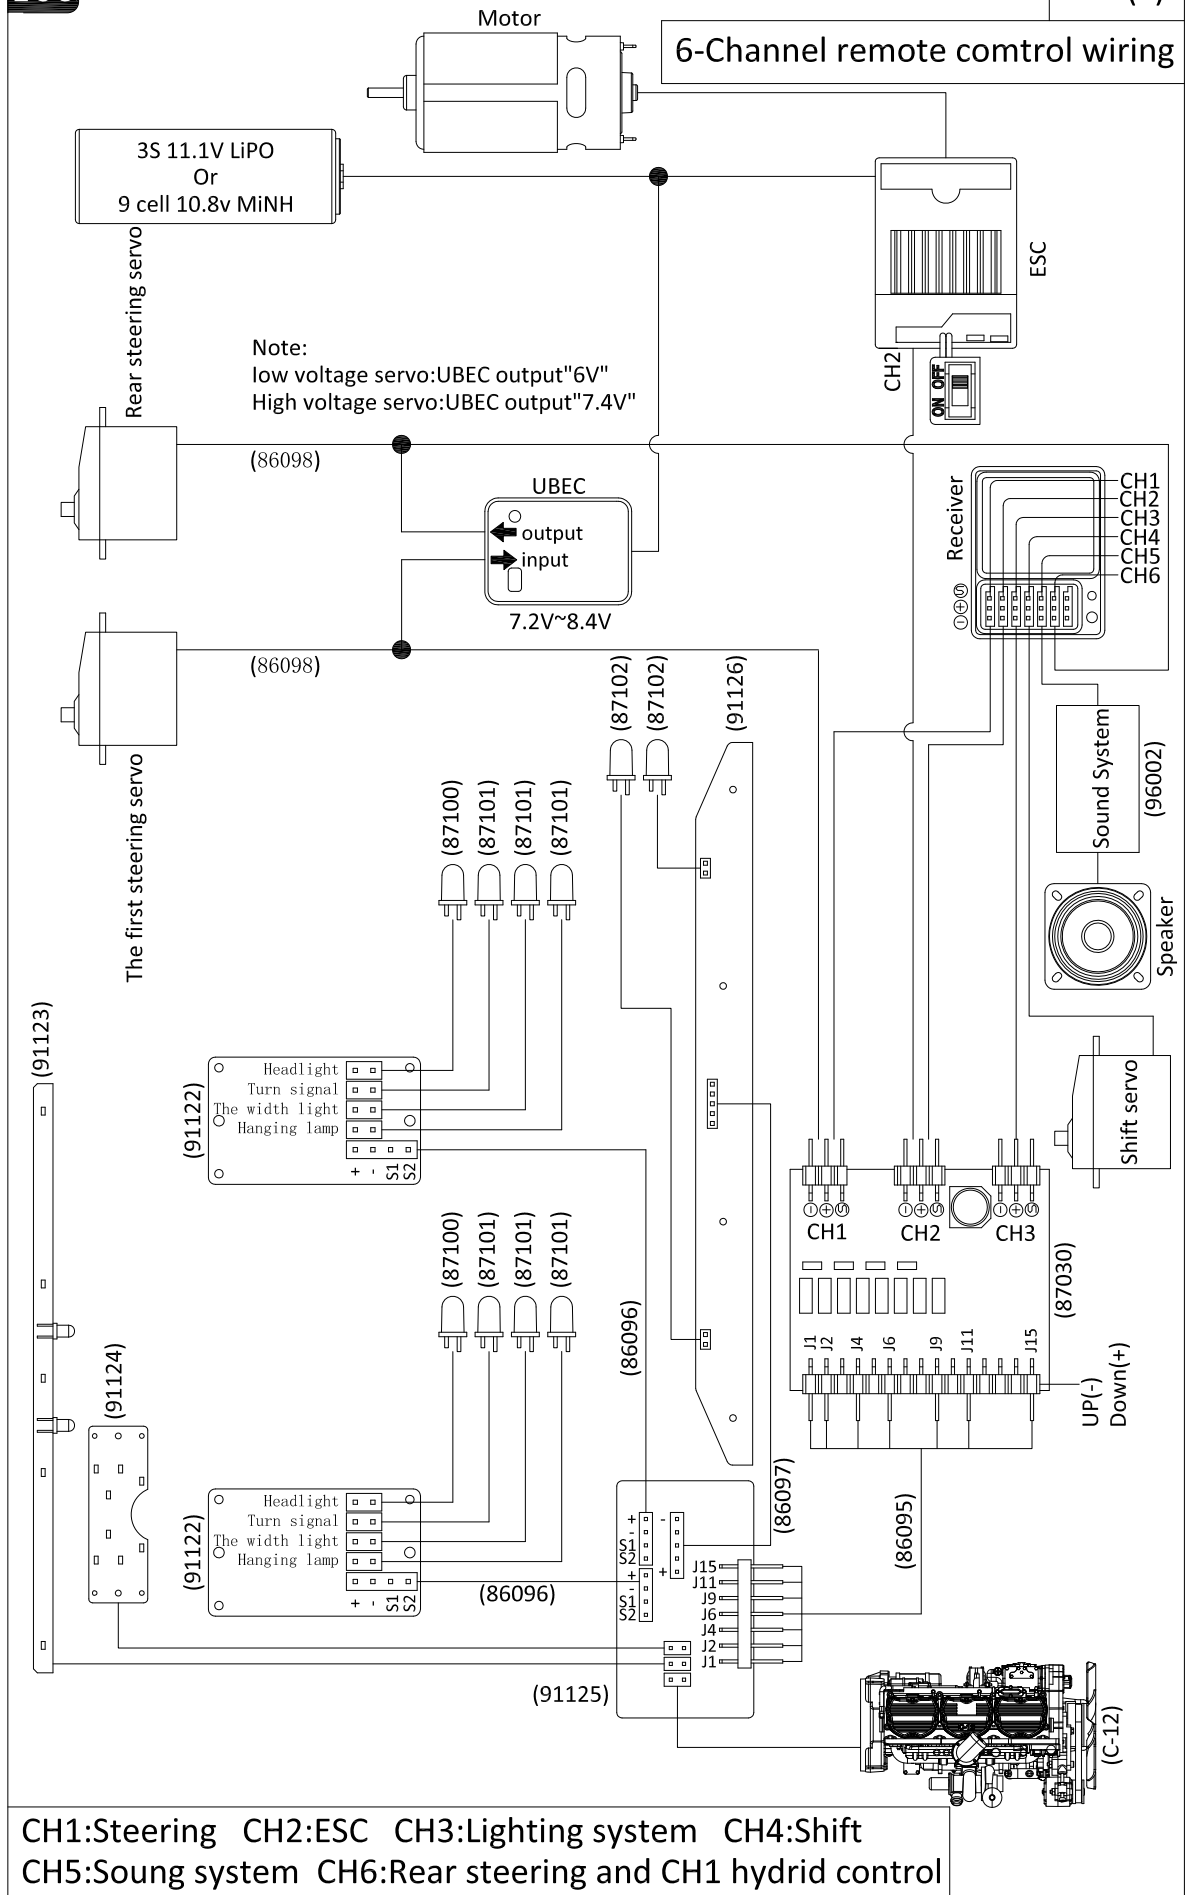 Motor
6-Channel remote comtrol wiring
3S 11.1V LiPO
Or
9 cell 10.8v MiNH
Rear steering servo
ESC
Note:
low voltage servo:UBEC output"6V"
High voltage servo:UBEC output"7.4V"
CH2
ON OFF
(86098)
UBEC
output
input
7.2V~8.4V
Receiver
CH1
CH2
CH3
CH4
CH5
CH6
S
+
-
(86098)
The first steering servo
(87102)
(87102)
(91126)
Sound System
(96002)
Speaker
(87100)
(87101)
(87101)
(87101)
(91123)
(91122)
Headlight
Turn signal
The width light
Hanging lamp
+ - S1 S2
Shift servo
- + S
CH1
- + S
CH2
- + S
CH3
(87030)
J1 J2 J4 J6 J9 J11 J15
UP(-)
Down(+)
(87100)
(87101)
(87101)
(87101)
(86096)
(91124)
(91122)
Headlight
Turn signal
The width light
Hanging lamp
+ - S1 S2
(86096)
(86097)
(86095)
+
-
S1
S2
+
-
S1
S2
-
+
J15
J11
J9
J6
J4
J2
J1
(91125)
(C-12)
CH1:Steering CH2:ESC CH3:Lighting system CH4:Shift
CH5:Soung system CH6:Rear steering and CH1 hydrid control